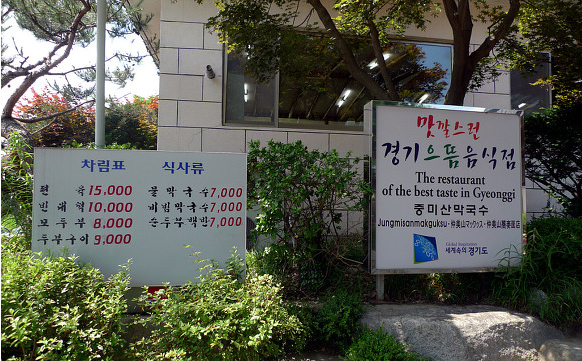 차림표 식사류
편 육 15,000 물막국수 7,000
빈대떡 10,000 비빔막국수 7,000
모두부 8,000 순두부백반 7,000
두부구이 9,000
맛깔스런
경기으뜸음식점
The restaurant
of the best taste in Gyeonggi
중미산막국수
Jungmisanmakguksu·
Global Inspiration
세계속의 경기도